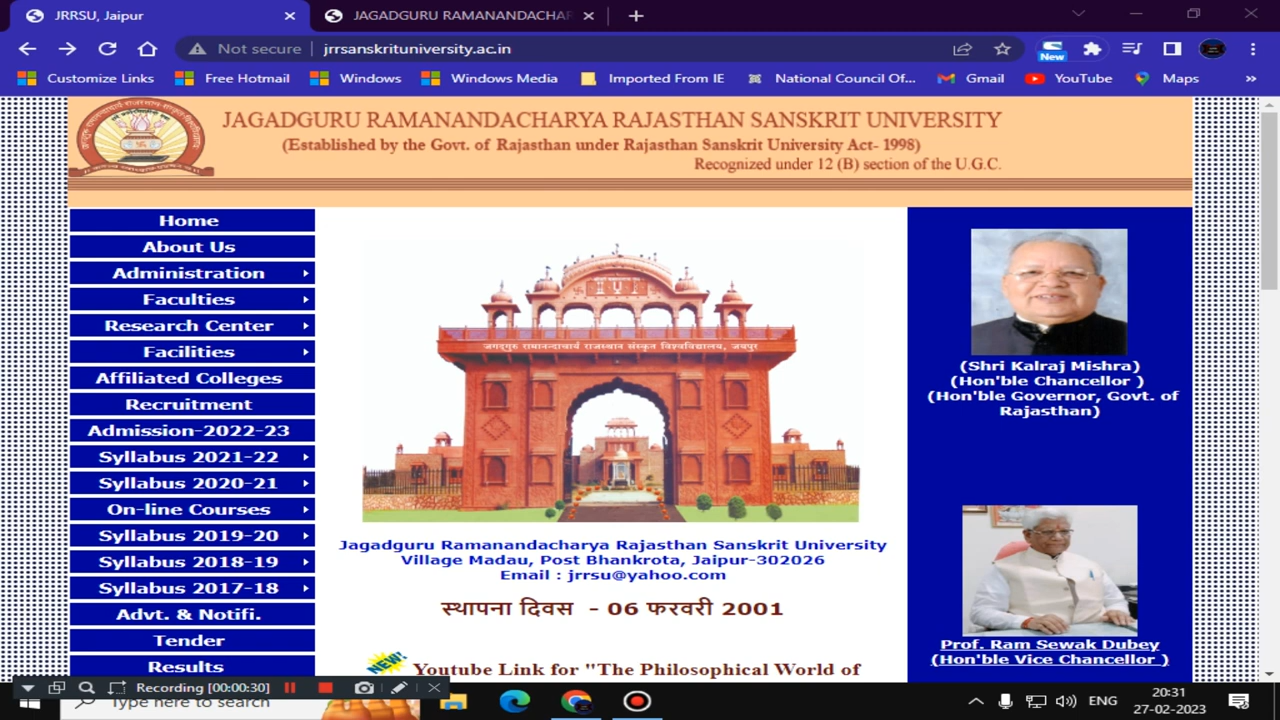 JRRSU, Jaipur
JAGADGURU RAMANANDACHAR
Not secure
jrrsanskrituniversity.ac.in
New
Customize Links
Free Hotmail
Windows
Windows Media
Imported From IE
National Council Of...
Gmail
YouTube
Maps
JAGADGURU RAMANANDACHARYA RAJASTHAN SANSKRIT UNIVERSITY
(Established by the Govt. of Rajasthan under Rajasthan Sanskrit University Act- 1998)
Recognized under 12 (B) section of the U.G.C.
Home
About Us
Administration
Faculties
Research Center
Facilities
Affiliated Colleges
Recruitment
Admission-2022-23
Syllabus 2021-22
Syllabus 2020-21
On-line Courses
Syllabus 2019-20
Syllabus 2018-19
Syllabus 2017-18
Advt. & Notifi.
Tender
Results
जगद्गुरु रामानन्दाचार्य राजस्थान संस्कृत विश्वविद्यालय, जयपुर
Jagadguru Ramanandacharya Rajasthan Sanskrit University
Village Madau, Post Bhankrota, Jaipur-302026
Email : jrrsu@yahoo.com
स्थापना दिवस - 06 फरवरी 2001
NEW!
Youtube Link for "The Philosophical World of
(Shri Kalraj Mishra)
(Hon'ble Chancellor )
(Hon'ble Governor, Govt. of
Rajasthan)
Prof. Ram Sewak Dubey
(Hon'ble Vice Chancellor )
Recording [00:00:30]
Type here to search
ENG
20:31
27-02-2023